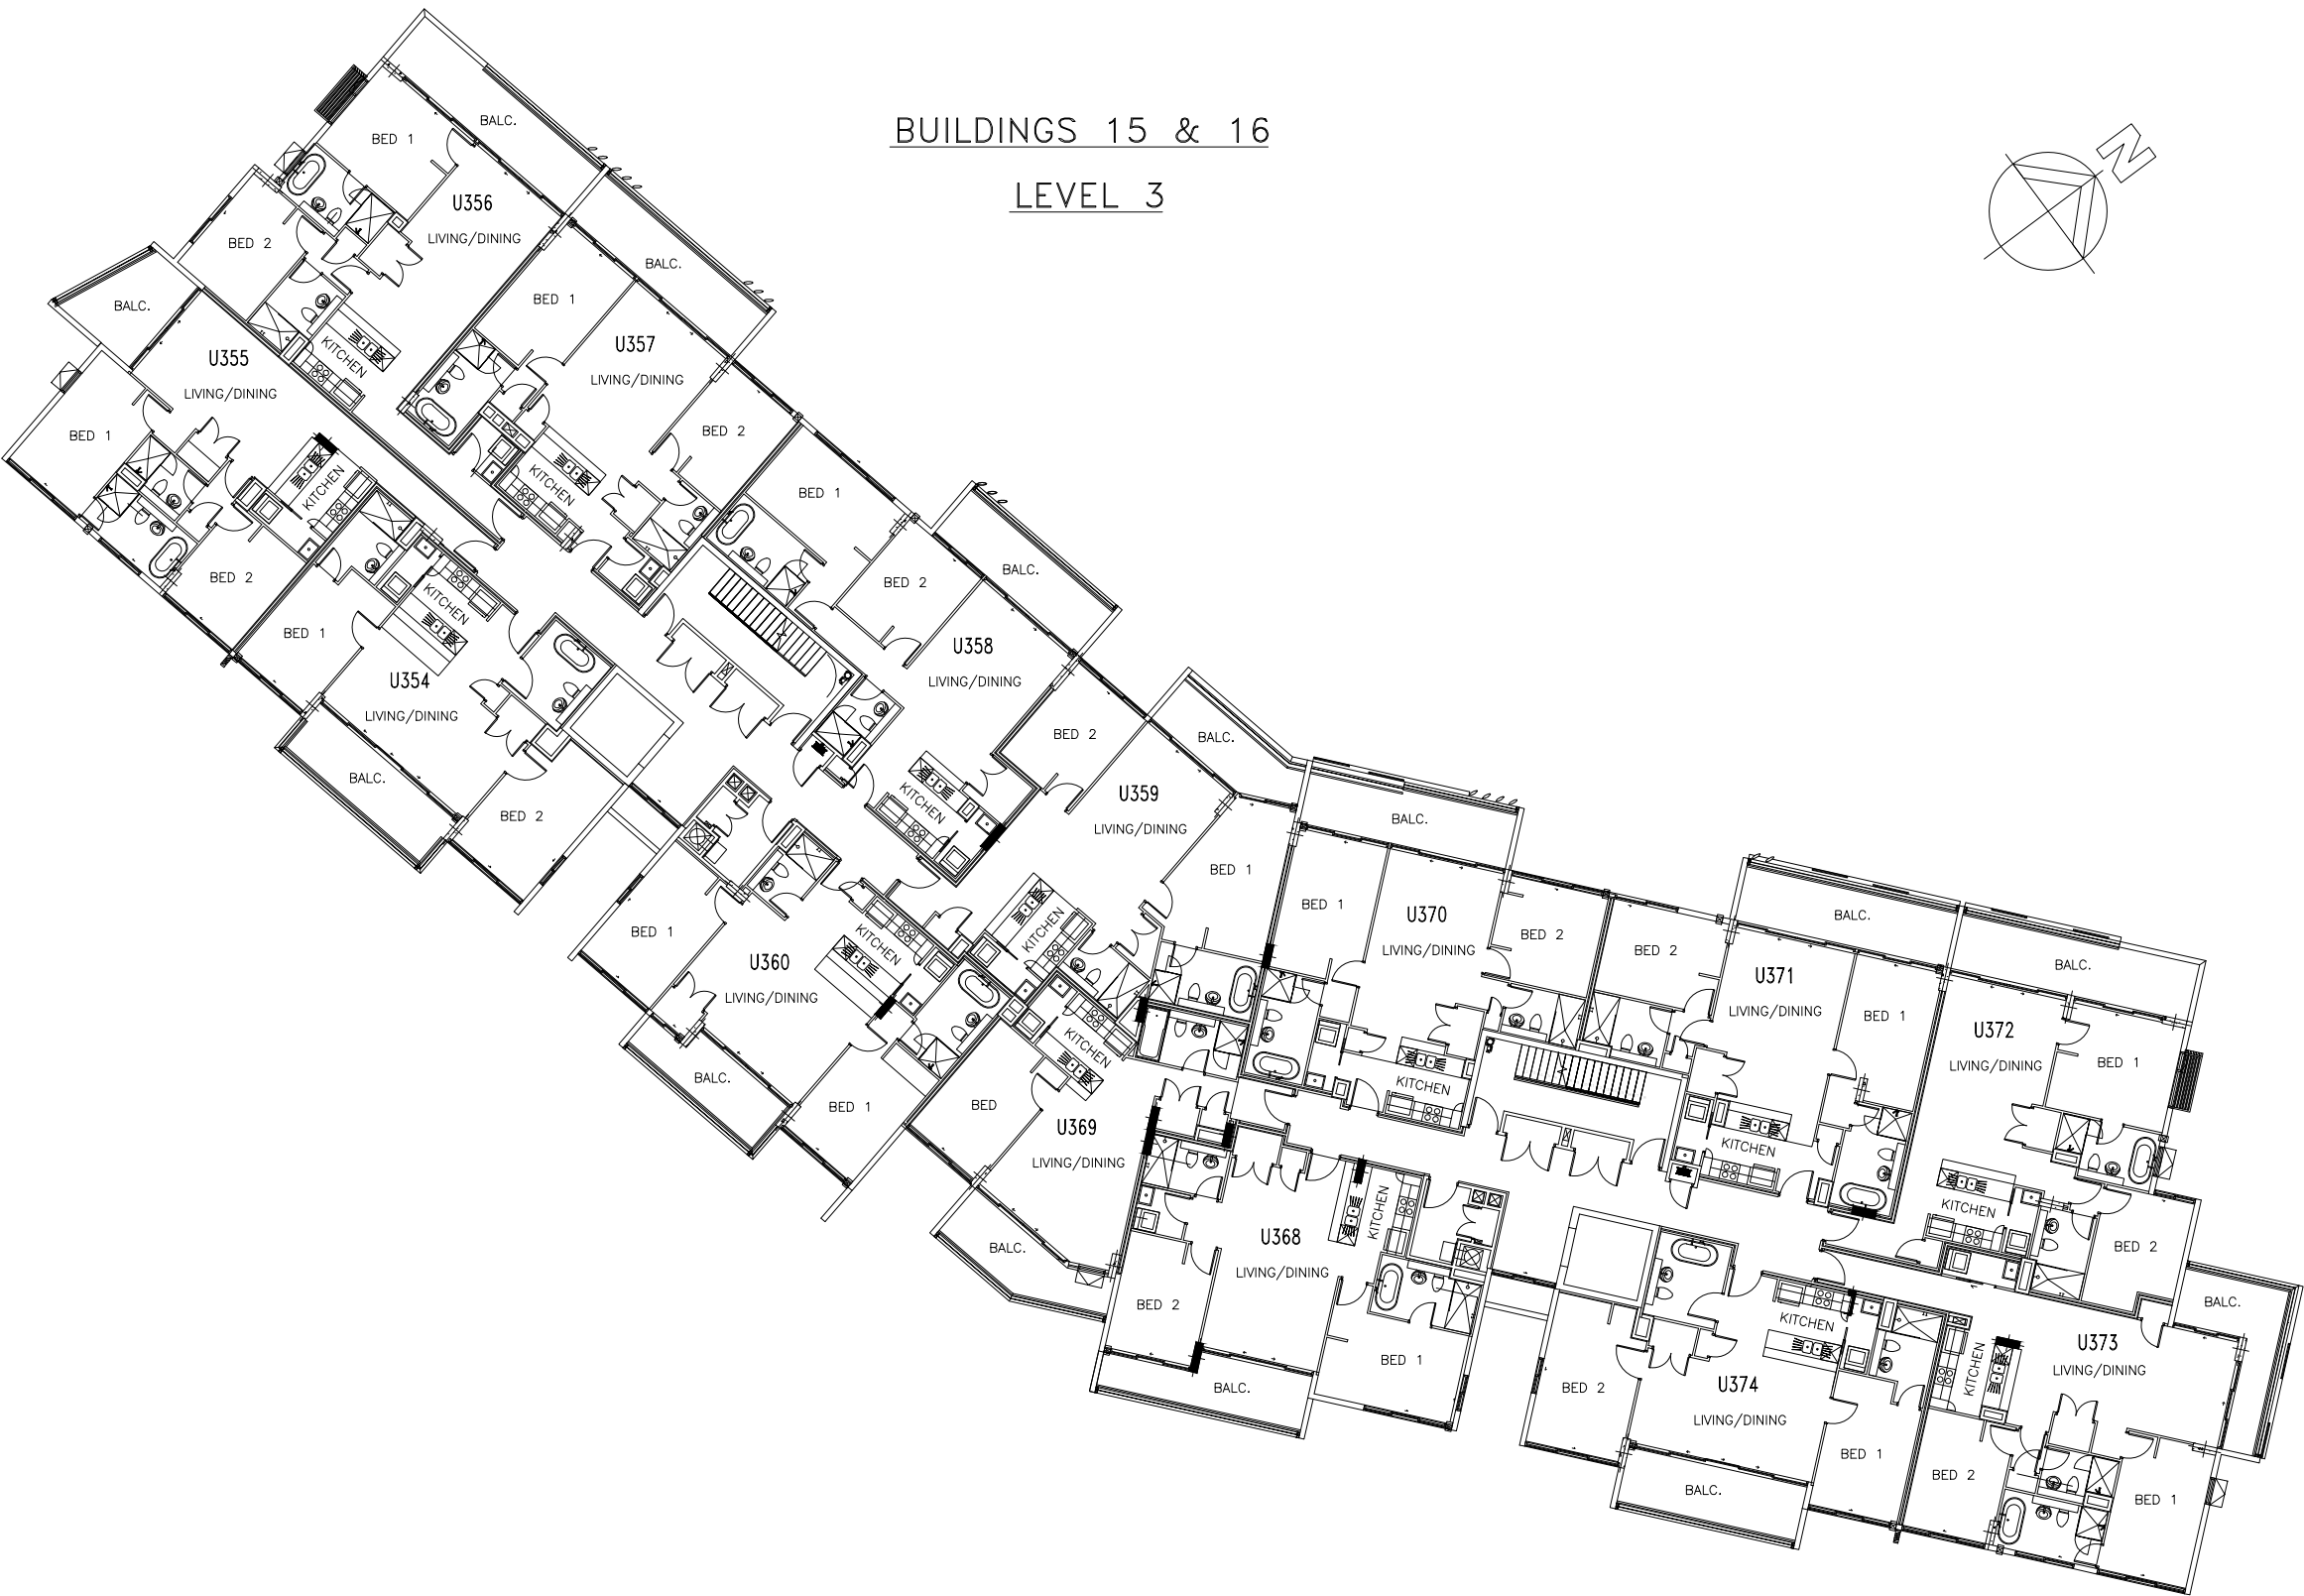 BUILDINGS 15 & 16
LEVEL 3
N
BALC.
BED 1
U356
LIVING/DINING
BED 2
KITCHEN
BALC.
BED 1
U357
LIVING/DINING
BED 2
KITCHEN
BALC.
U355
LIVING/DINING
BED 1
KITCHEN
BED 2
BED 1
KITCHEN
U354
LIVING/DINING
BALC.
BED 2
BED 1
BED 2
BALC.
U358
LIVING/DINING
KITCHEN
BED 2
BALC.
U359
LIVING/DINING
BED 1
KITCHEN
BED 1
U360
LIVING/DINING
KITCHEN
BALC.
BED 1
BED
KITCHEN
U369
LIVING/DINING
BALC.
BALC.
BED 1
U370
LIVING/DINING
BED 2
KITCHEN
BALC.
BED 2
U371
LIVING/DINING
BED 1
KITCHEN
BALC.
U372
LIVING/DINING
BED 1
KITCHEN
BED 2
KITCHEN
U368
LIVING/DINING
BED 2
BED 1
BALC.
KITCHEN
BED 2
U374
LIVING/DINING
BED 1
BALC.
BALC.
U373
LIVING/DINING
KITCHEN
BED 2
BED 1